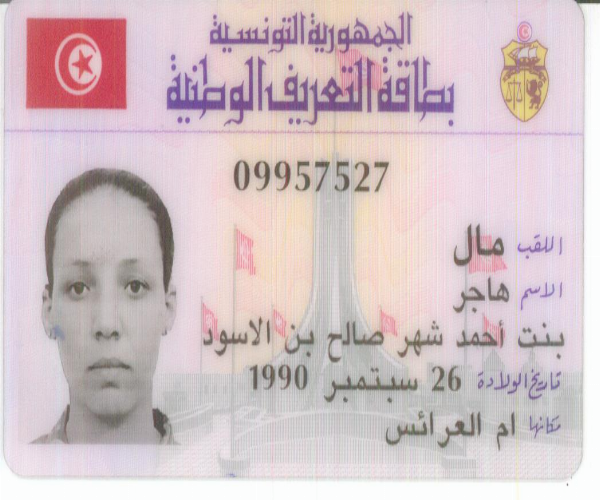 الجمهورية التونسية
بطاقة التعريف الوطنية
09957527
اللقب مال
الاسم هاجر
بنت أحمد شهر صالح بن الاسود
تاريخ الولادة 26 سبتمبر 1990
مكانها ام العرائس